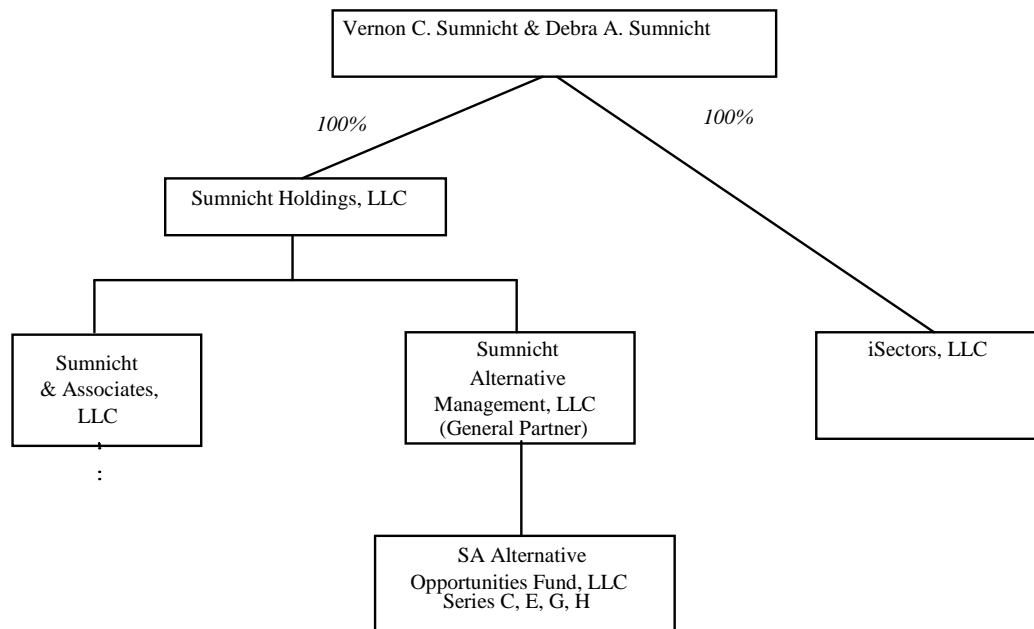 Vernon C. Sumnicht & Debra A. Sumnicht
100%
100%
Sumnicht Holdings, LLC
Sumnicht
& Associates,
LLC
Sumnicht
Alternative
Management, LLC
(General Partner)
iSectors, LLC
SA Alternative
Opportunities Fund, LLC
Series C, E, G, H